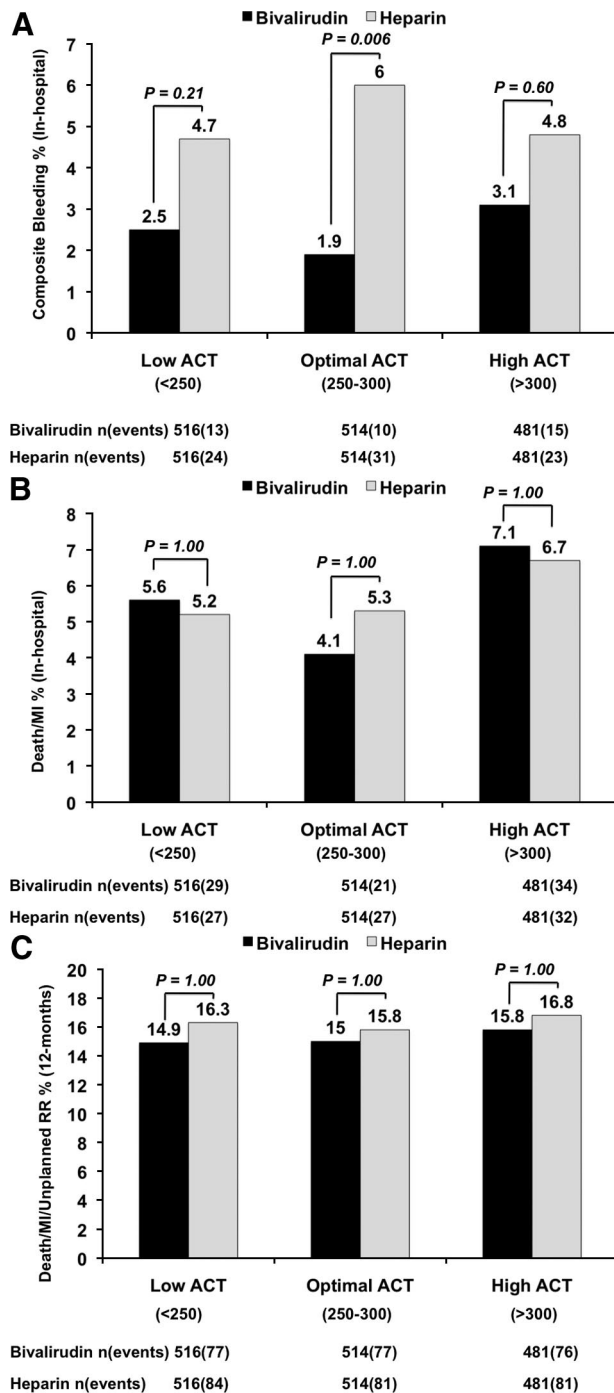 A
Bivalirudin Heparin
Composite Bleeding % (In-hospital)
7
6
5
4
3
2
1
0
P = 0.21
2.5
4.7
P = 0.006
1.9
6
P = 0.60
3.1
4.8
Low ACT Optimal ACT High ACT
(<250) (250-300) (>300)
Bivalirudin n(events) 516(13) 514(10) 481(15)
Heparin n(events) 516(24) 514(31) 481(23)
B
Bivalirudin Heparin
Death/MI % (In-hospital)
8
7
6
5
4
3
2
1
0
P = 1.00
5.6
5.2
P = 1.00
4.1
5.3
P = 1.00
7.1
6.7
Low ACT Optimal ACT High ACT
(<250) (250-300) (>300)
Bivalirudin n(events) 516(29) 514(21) 481(34)
Heparin n(events) 516(27) 514(27) 481(32)
C
Bivalirudin Heparin
Death/MI/Unplanned RR % (12-months)
20
18
16
14
12
10
8
6
4
2
0
P = 1.00
14.9
16.3
P = 1.00
15
15.8
P = 1.00
15.8
16.8
Low ACT Optimal ACT High ACT
(<250) (250-300) (>300)
Bivalirudin n(events) 516(77) 514(77) 481(76)
Heparin n(events) 516(84) 514(81) 481(81)